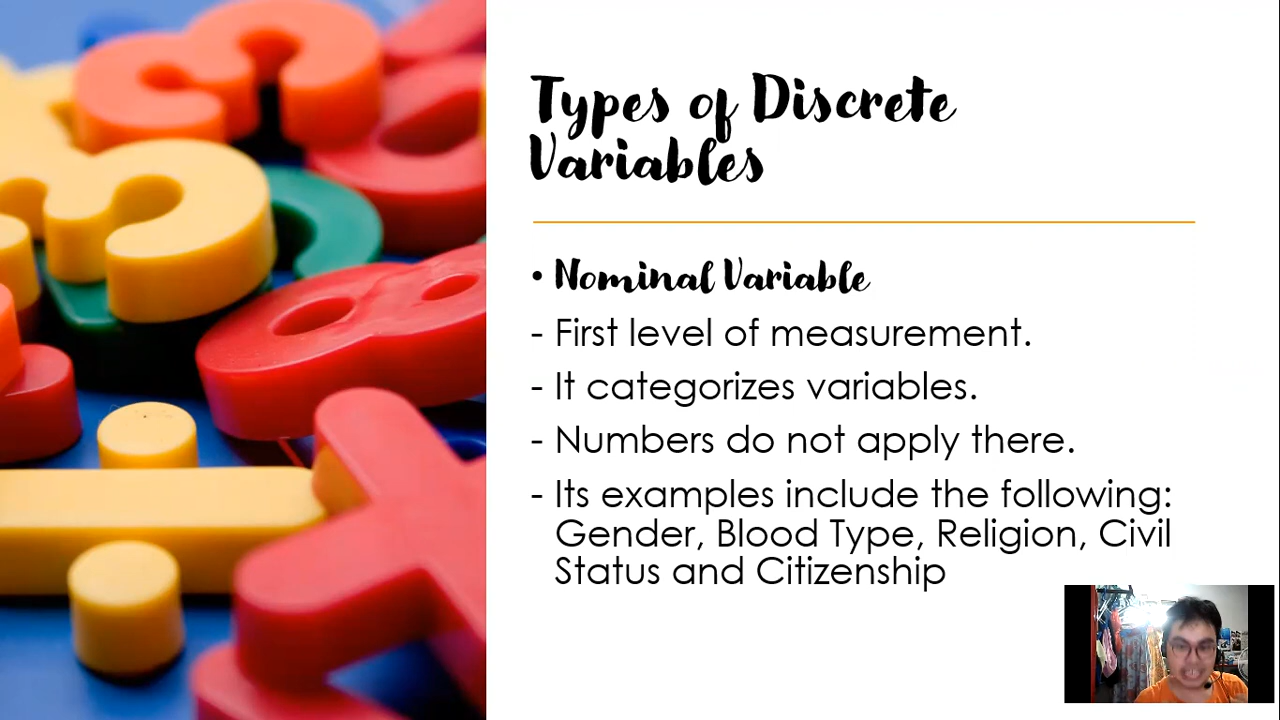 Types of Discrete
Variables
• Nominal Variable
- First level of measurement.
- It categorizes variables.
- Numbers do not apply there.
- Its examples include the following:
Gender, Blood Type, Religion, Civil
Status and Citizenship